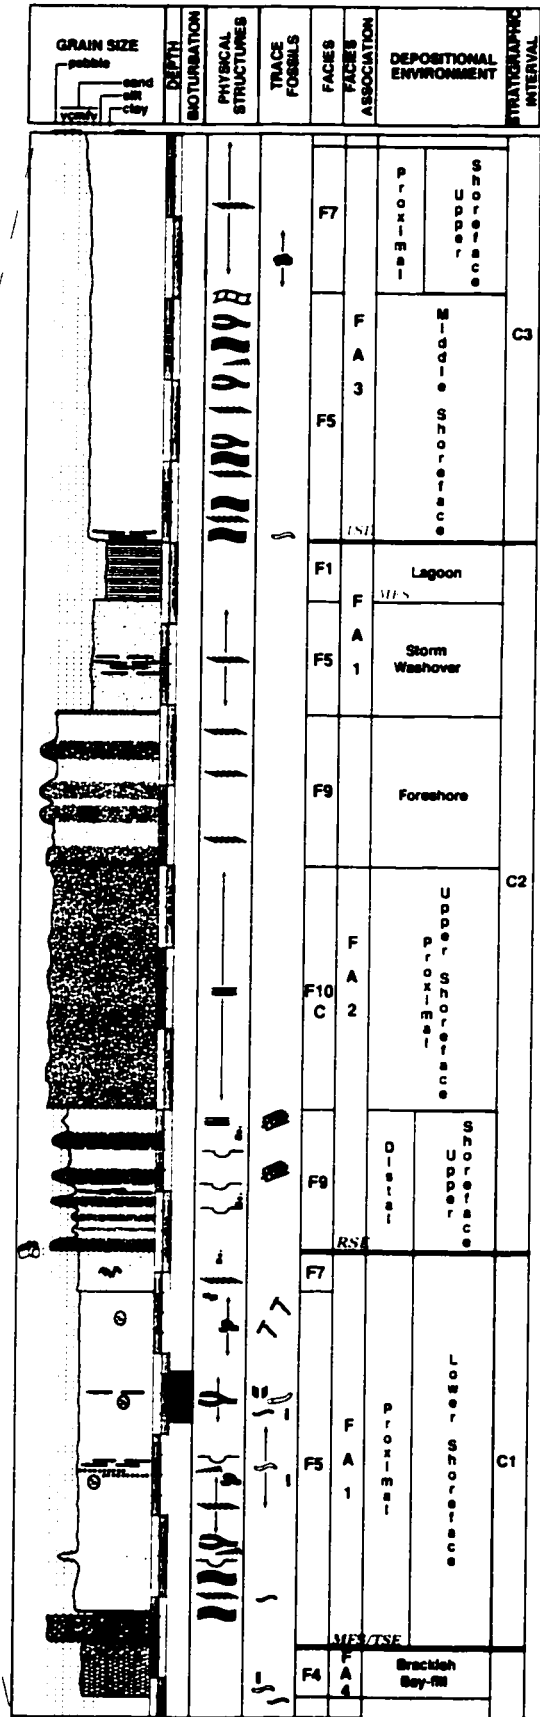 GRAIN SIZE
pebble
sand
silt
clay
vcmfv
DEPTH
BIOTURBATION
PHYSICAL STRUCTURES
TRACE FOSSILS
FACIES
FACIES ASSOCIATION
DEPOSITIONAL ENVIRONMENT
STRATIGRAPHIC INTERVAL
F7
Proximal
Upper Shoreface
F5
FA3
Middle Shoreface
C3
TSE
F1
Lagoon
MFS
F5
FA1
Storm Washover
F9
Foreshore
F10 C
FA2
Proximal Upper Shoreface
C2
F9
Distal
Upper Shoreface
RSE
F7
F5
FA1
Proximal
Lower Shoreface
C1
MFS/TSE
F4
FA4
Brackish Bay-fill